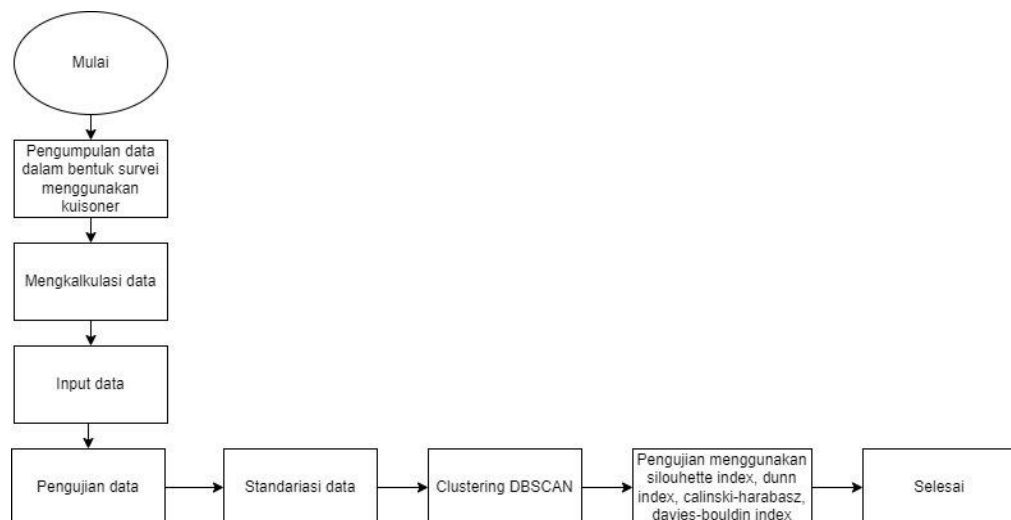 Mulai
Pengumpulan data
dalam bentuk survei
menggunakan
kuisoner
Mengkalkulasi data
Input data
Pengujian data
Standariasi data
Clustering DBSCAN
Pengujian menggunakan
silouhette index, dunn
index, calinski-harabasz,
davies-bouldin index
Selesai